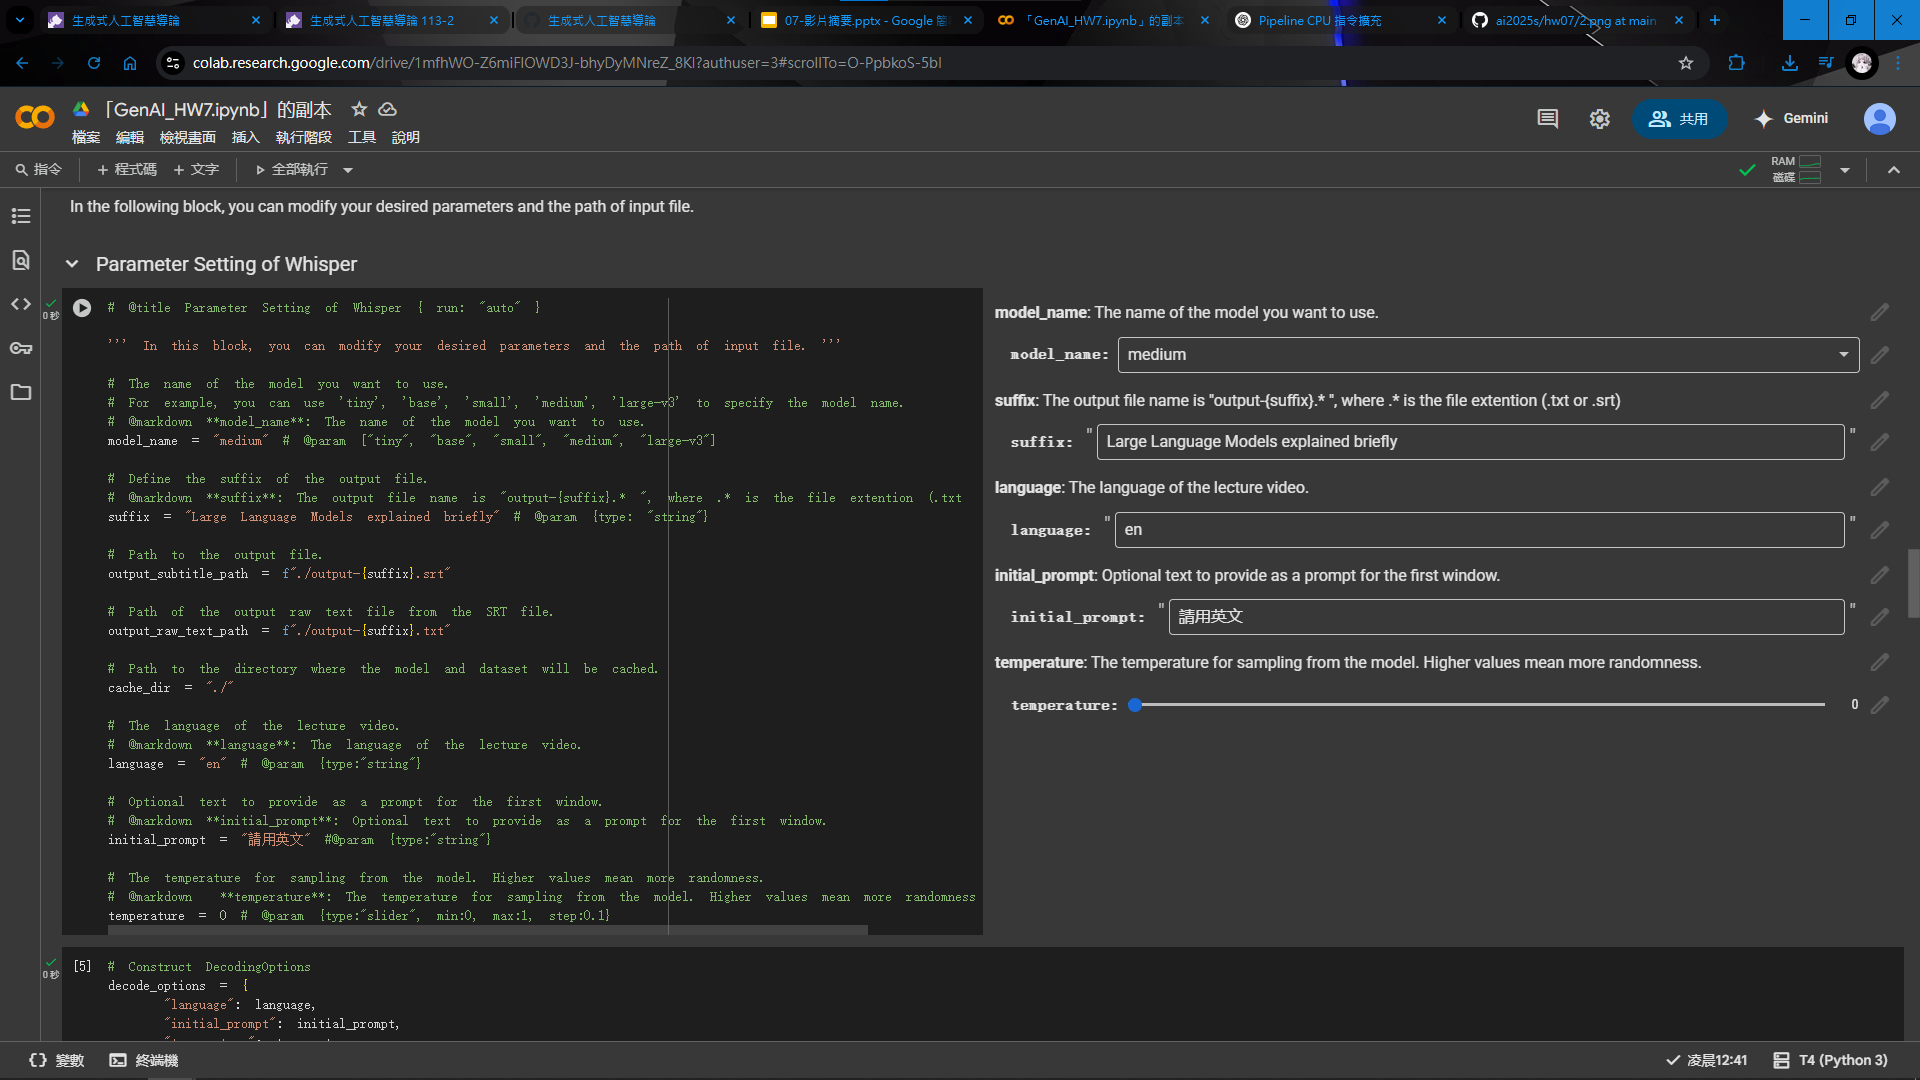 生成式人工智慧導論
生成式人工智慧導論 113-2
生成式人工智慧導論
07-影片摘要.pptx - Google 簡
「GenAI_HW7.ipynb」的副本
Pipeline CPU 指令擴充
ai2025s/hw07/2.png at main
colab.research.google.com/drive/1mfhWO-Z6miFIOWD3J-bhyDyMNreZ_8Kl?authuser=3#scrollTo=O-PpbkoS-5bI
「GenAI_HW7.ipynb」的副本
檔案 編輯 檢視畫面 插入 執行階段 工具 說明
共用
Gemini
指令 + 程式碼 + 文字 全部執行
RAM
磁碟
In the following block, you can modify your desired parameters and the path of input file.
Parameter Setting of Whisper
0 秒
# @title Parameter Setting of Whisper { run: "auto" }
''' In this block, you can modify your desired parameters and the path of input file. '''
# The name of the model you want to use.
# For example, you can use 'tiny', 'base', 'small', 'medium', 'large-v3' to specify the model name.
# @markdown **model_name**: The name of the model you want to use.
model_name = "medium" # @param ["tiny", "base", "small", "medium", "large-v3"]
# Define the suffix of the output file.
# @markdown **suffix**: The output file name is "output-{suffix}.* ", where .* is the file extention (.txt
suffix = "Large Language Models explained briefly" # @param {type: "string"}
# Path to the output file.
output_subtitle_path = f"./output-{suffix}.srt"
# Path of the output raw text file from the SRT file.
output_raw_text_path = f"./output-{suffix}.txt"
# Path to the directory where the model and dataset will be cached.
cache_dir = "./"
# The language of the lecture video.
# @markdown **language**: The language of the lecture video.
language = "en" # @param {type:"string"}
# Optional text to provide as a prompt for the first window.
# @markdown **initial_prompt**: Optional text to provide as a prompt for the first window.
initial_prompt = "請用英文" #@param {type:"string"}
# The temperature for sampling from the model. Higher values mean more randomness.
# @markdown **temperature**: The temperature for sampling from the model. Higher values mean more randomness
temperature = 0 # @param {type:"slider", min:0, max:1, step:0.1}
model_name: The name of the model you want to use.
model_name: medium
suffix: The output file name is "output-{suffix}.* ", where .* is the file extention (.txt or .srt)
suffix: " Large Language Models explained briefly "
language: The language of the lecture video.
language: " en "
initial_prompt: Optional text to provide as a prompt for the first window.
initial_prompt: " 請用英文 "
temperature: The temperature for sampling from the model. Higher values mean more randomness.
temperature: 0
0 秒
[5] # Construct DecodingOptions
decode_options = {
"language": language,
"initial_prompt": initial_prompt,
變數 終端機
凌晨12:41
T4 (Python 3)